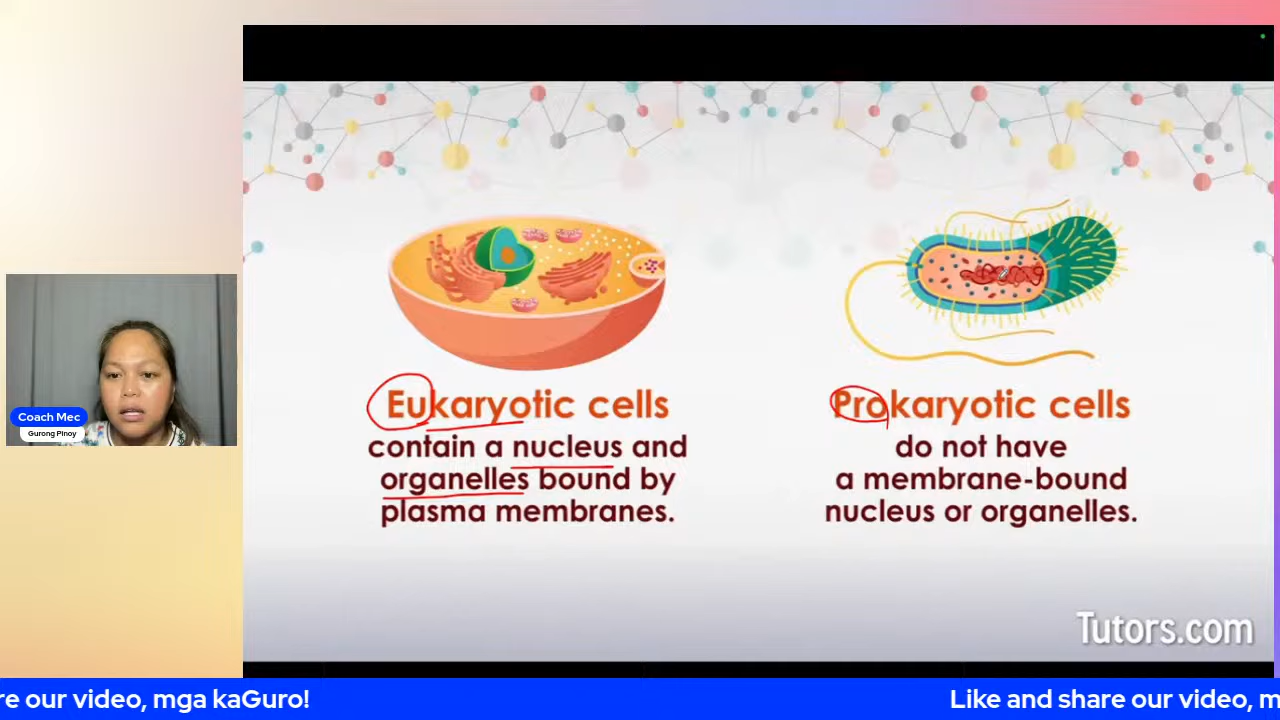 Coach Mec
Gurong Pinoy
Eukaryotic cells
contain a nucleus and
organelles bound by
plasma membranes.
Prokaryotic cells
do not have
a membrane-bound
nucleus or organelles.
Tutors.com
re our video, mga kaGuro!
Like and share our video, m